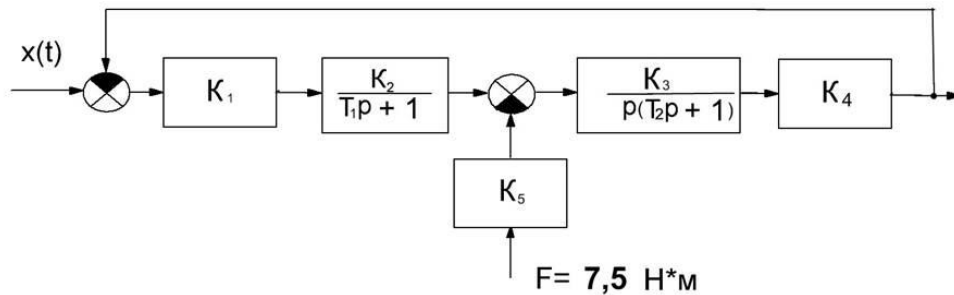 x(t)
K₁
K₂
T₁p + 1
K₃
p(T₂p + 1)
K₄
K₅
F= 7,5 Н*м